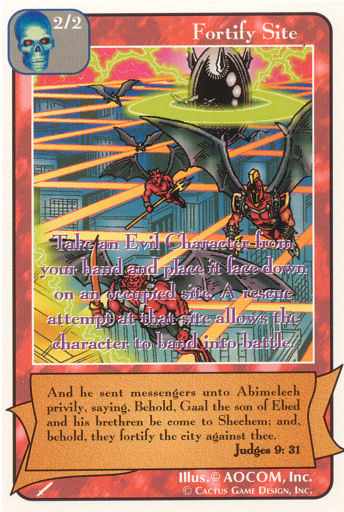 2/2
Fortify Site
Take an Evil Character from
your hand and place it face down
on an occupied site. A rescue
attempt at that site allows the
character to band into battle.
And he sent messengers unto Abimelech
privily, saying, Behold, Gaal the son of Ebed
and his brethren be come to Shechem; and,
behold, they fortify the city against thee.
Judges 9: 31
Illus.© AOCOM, Inc.
© Cactus Game Design, Inc.